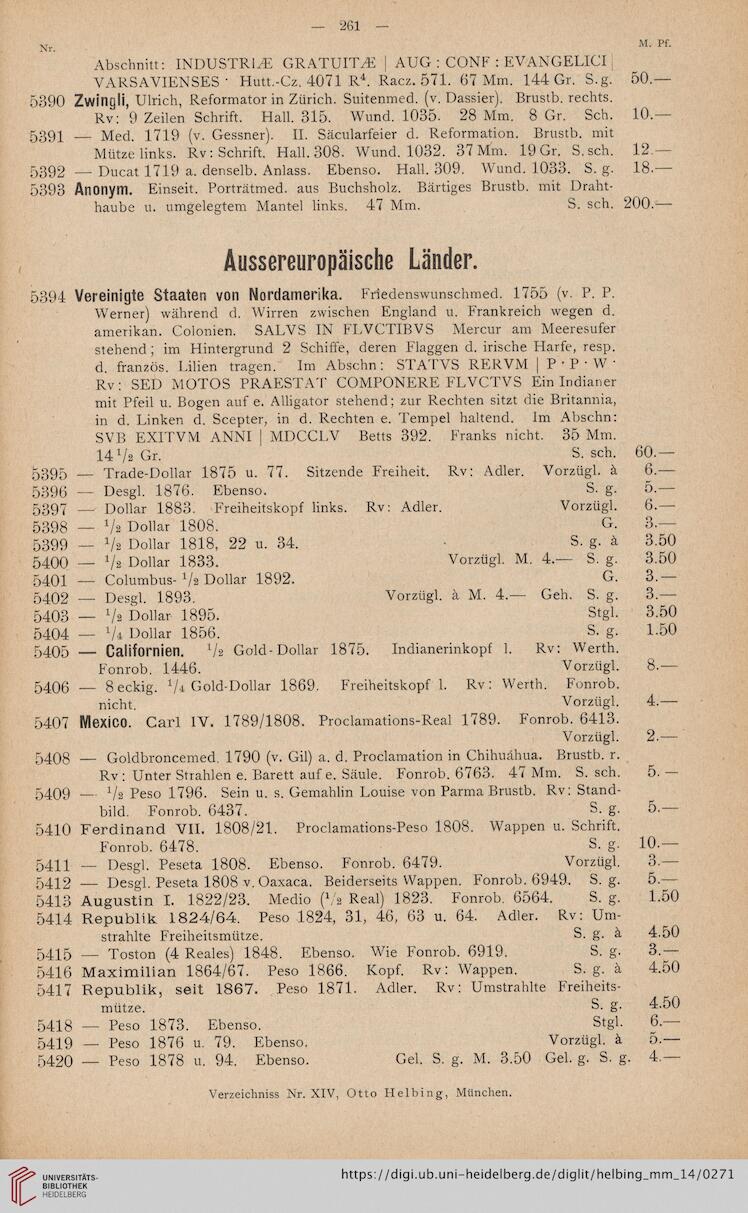 — 261 —
Nr. M. Pf.
Abschnitt: INDUSTRIÆ GRATUITÆ | AUG : CONF : EVANGELICI |
VARSAVIENSES · Hutt.-Cz. 4071 R⁴. Racz. 571. 67 Mm. 144 Gr. S. g. 50.—
5390 Zwingli, Ulrich, Reformator in Zürich. Suitenmed. (v. Dassier). Brustb. rechts.
Rv: 9 Zeilen Schrift. Hall. 315. Wund. 1035. 28 Mm. 8 Gr. Sch. 10.—
5391 — Med. 1719 (v. Gessner). II. Säcularfeier d. Reformation. Brustb. mit
Mütze links. Rv: Schrift. Hall. 308. Wund. 1032. 37 Mm. 19 Gr. S. sch. 12.—
5392 — Ducat 1719 a. denselb. Anlass. Ebenso. Hall. 309. Wund. 1033. S. g. 18.—
5393 Anonym. Einseit. Porträtmed. aus Buchsholz. Bärtiges Brustb. mit Draht-
haube u. umgelegtem Mantel links. 47 Mm. S. sch. 200.—
Aussereuropäische Länder.
5394 Vereinigte Staaten von Nordamerika. Friedenswunschmed. 1755 (v. P. P.
Werner) während d. Wirren zwischen England u. Frankreich wegen d.
amerikan. Colonien. SALVS IN FLVCTIBVS Mercur am Meeresufer
stehend; im Hintergrund 2 Schiffe, deren Flaggen d. irische Harfe, resp.
d. französ. Lilien tragen. Im Abschn: STATVS RERVM | P · P · W ·
Rv: SED MOTOS PRAESTAT COMPONERE FLVCTVS Ein Indianer
mit Pfeil u. Bogen auf e. Alligator stehend; zur Rechten sitzt die Britannia,
in d. Linken d. Scepter, in d. Rechten e. Tempel haltend. Im Abschn:
SVB EXITVM ANNI | MDCCLV Betts 392. Franks nicht. 35 Mm.
14 1/2 Gr. S. sch. 60.—
5395 — Trade-Dollar 1875 u. 77. Sitzende Freiheit. Rv: Adler. Vorzügl. à 6.—
5396 — Desgl. 1876. Ebenso. S. g. 5.—
5397 — Dollar 1883. Freiheitskopf links. Rv: Adler. Vorzügl. 6.—
5398 — 1/2 Dollar 1808. G. 3.—
5399 — 1/2 Dollar 1818, 22 u. 34. S. g. à 3.50
5400 — 1/2 Dollar 1833. Vorzügl. M. 4.— S. g. 3.50
5401 — Columbus- 1/2 Dollar 1892. G. 3.—
5402 — Desgl. 1893. Vorzügl. à M. 4.— Geh. S. g. 3.—
5403 — 1/2 Dollar 1895. Stgl. 3.50
5404 — 1/4 Dollar 1856. S. g. 1.50
5405 — Californien. 1/2 Gold-Dollar 1875. Indianerinkopf l. Rv: Werth.
Fonrob. 1446. Vorzügl. 8.—
5406 — 8 eckig. 1/4 Gold-Dollar 1869. Freiheitskopf l. Rv: Werth. Fonrob.
nicht. Vorzügl. 4.—
5407 Mexico. Carl IV. 1789/1808. Proclamations-Real 1789. Fonrob. 6413.
Vorzügl. 2.—
5408 — Goldbroncemed. 1790 (v. Gil) a. d. Proclamation in Chihuáhua. Brustb. r.
Rv: Unter Strahlen e. Barett auf e. Säule. Fonrob. 6763. 47 Mm. S. sch. 5.—
5409 — 1/2 Peso 1796. Sein u. s. Gemahlin Louise von Parma Brustb. Rv: Stand-
bild. Fonrob. 6437. S. g. 5.—
5410 Ferdinand VII. 1808/21. Proclamations-Peso 1808. Wappen u. Schrift.
Fonrob. 6478. S. g. 10.—
5411 — Desgl. Peseta 1808. Ebenso. Fonrob. 6479. Vorzügl. 3.—
5412 — Desgl. Peseta 1808 v. Oaxaca. Beiderseits Wappen. Fonrob. 6949. S. g. 5.—
5413 Augustin I. 1822/23. Medio (1/2 Real) 1823. Fonrob. 6564. S. g. 1.50
5414 Republik 1824/64. Peso 1824, 31, 46, 63 u. 64. Adler. Rv: Um-
strahlte Freiheitsmütze. S. g. à 4.50
5415 — Toston (4 Reales) 1848. Ebenso. Wie Fonrob. 6919. S. g. 3.—
5416 Maximilian 1864/67. Peso 1866. Kopf. Rv: Wappen. S. g. à 4.50
5417 Republik, seit 1867. Peso 1871. Adler. Rv: Umstrahlte Freiheits-
mütze. S. g. 4.50
5418 — Peso 1873. Ebenso. Stgl. 6.—
5419 — Peso 1876 u. 79. Ebenso. Vorzügl. à 5.—
5420 — Peso 1878 u. 94. Ebenso. Gel. S. g. M. 3.50 Gel. g. S. g. 4.—
Verzeichniss Nr. XIV, Otto Helbing, München.
UNIVERSITÄTS-
BIBLIOTHEK
HEIDELBERG
https://digi.ub.uni-heidelberg.de/diglit/helbing_mm_14/0271